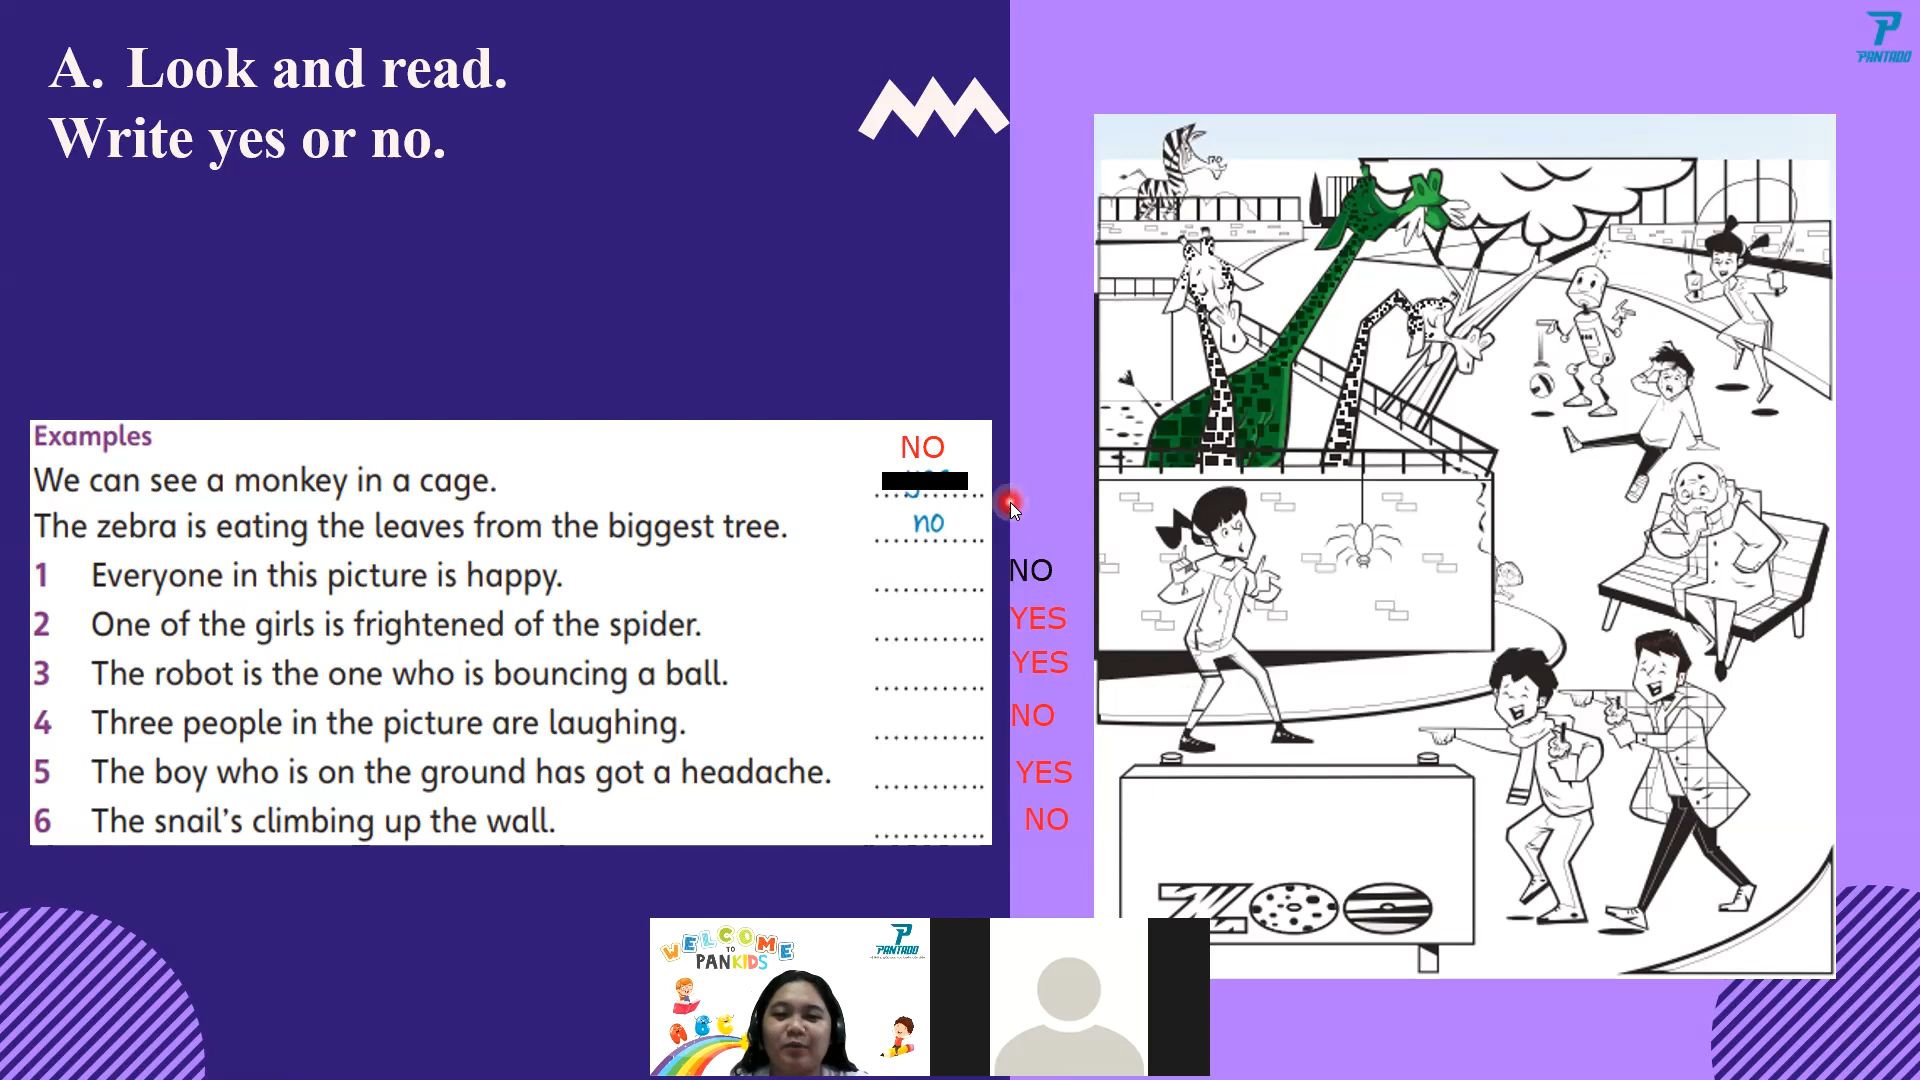 A. Look and read.
Write yes or no.
PANTADO
Examples
NO
We can see a monkey in a cage.
The zebra is eating the leaves from the biggest tree. no
1 Everyone in this picture is happy. NO
2 One of the girls is frightened of the spider. YES
3 The robot is the one who is bouncing a ball. YES
4 Three people in the picture are laughing. NO
5 The boy who is on the ground has got a headache. YES
6 The snail's climbing up the wall. NO
ZOO
WELCOME
TO
PANKIDS
PANTADO
ABC